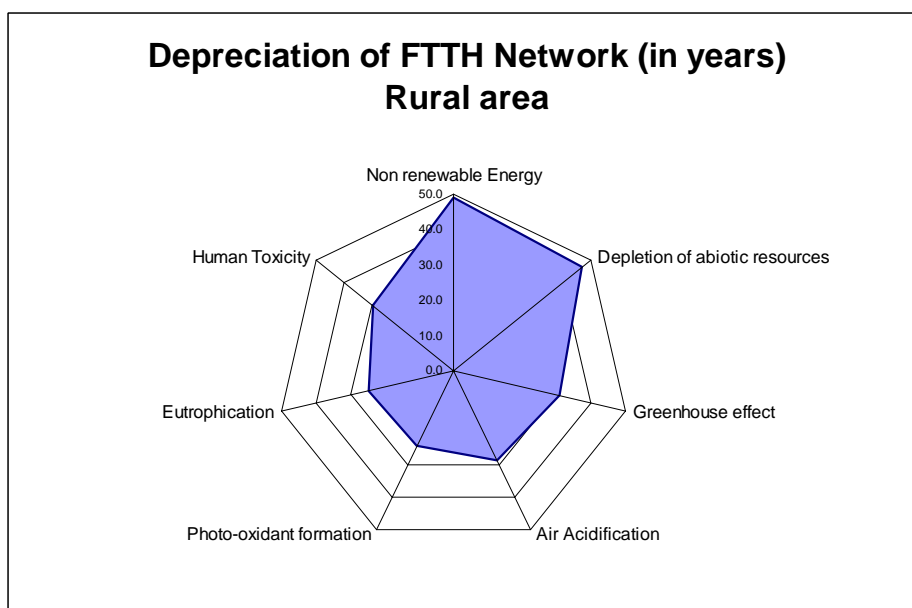 Depreciation of FTTH Network (in years)
Rural area
Non renewable Energy
50.0
40.0
30.0
20.0
10.0
0.0
Human Toxicity
Depletion of abiotic resources
Eutrophication
Greenhouse effect
Photo-oxidant formation
Air Acidification